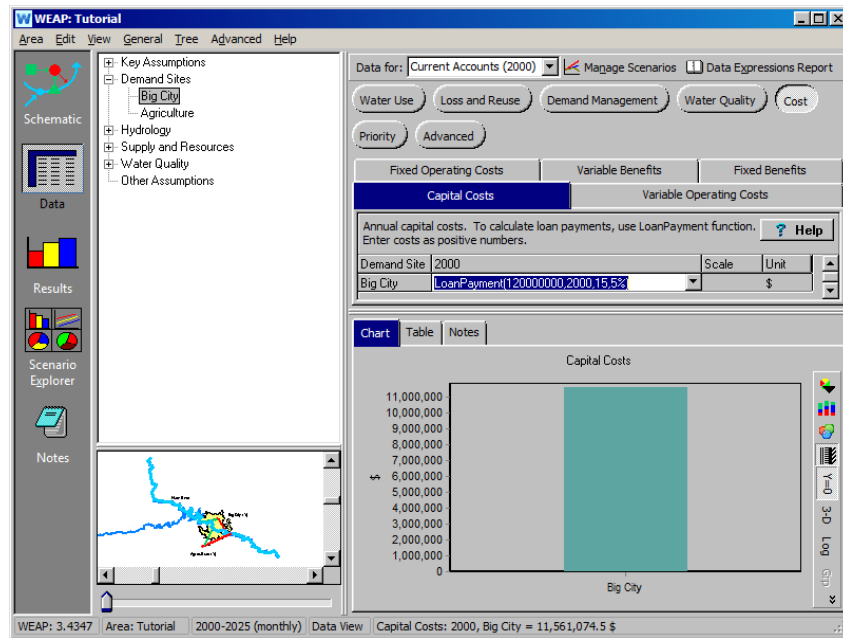 WEAP: Tutorial
Area Edit View General Tree Advanced Help
Schematic
Data
Results
Scenario
Explorer
Notes
Key Assumptions
Demand Sites
Big City
Agriculture
Hydrology
Supply and Resources
Water Quality
Other Assumptions
Data for: Current Accounts (2000) Manage Scenarios Data Expressions Report
Water Use Loss and Reuse Demand Management Water Quality Cost
Priority Advanced
Fixed Operating Costs Variable Benefits Fixed Benefits
Capital Costs Variable Operating Costs
Annual capital costs. To calculate loan payments, use LoanPayment function.
Enter costs as positive numbers.
? Help
Demand Site 2000 Scale Unit
Big City LoanPayment(120000000,2000,15,5% $
Chart Table Notes
Capital Costs
11,000,000
10,000,000
9,000,000
8,000,000
7,000,000
6,000,000
5,000,000
4,000,000
3,000,000
2,000,000
1,000,000
0
$
Big City
Y=0
3-D
Log
Grp
WEAP: 3.4347 Area: Tutorial 2000-2025 (monthly) Data View Capital Costs: 2000, Big City = 11,561,074.5 $